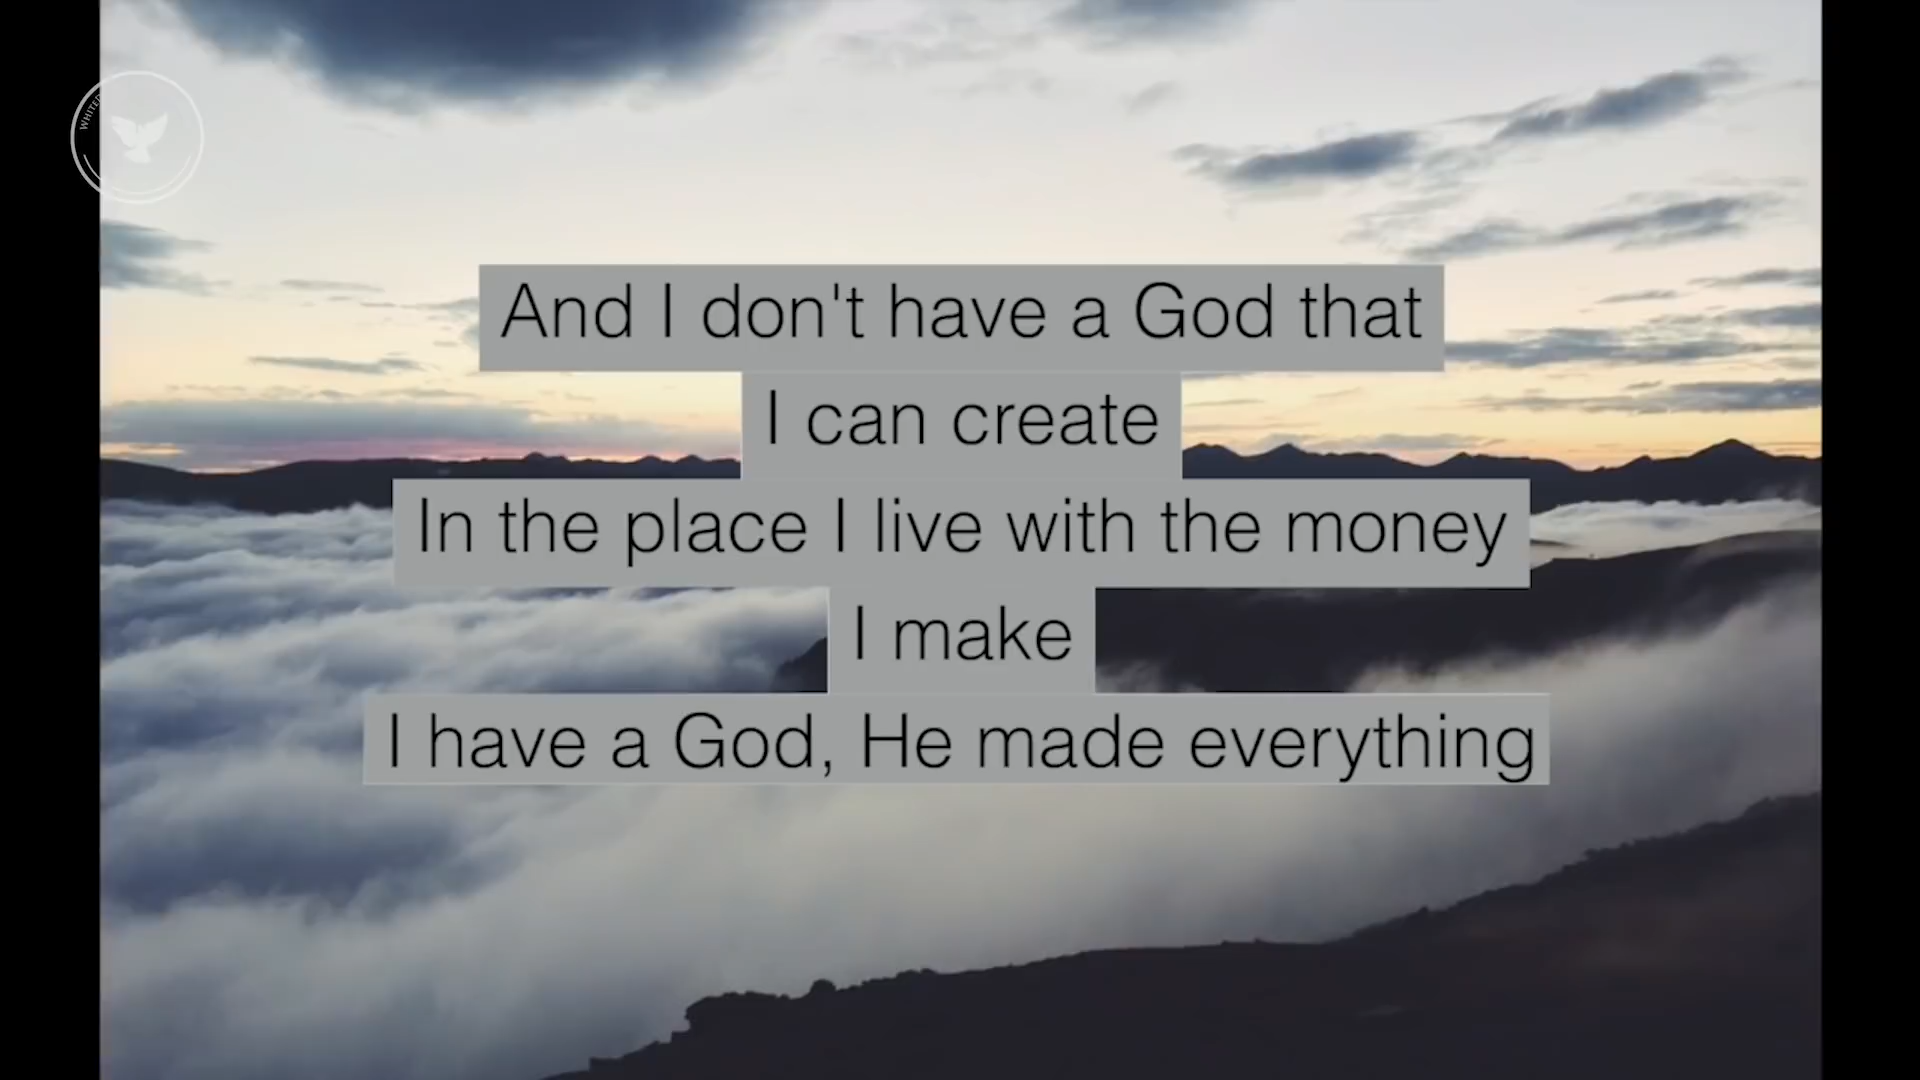 WHITED
And I don't have a God that
I can create
In the place I live with the money
I make
I have a God, He made everything